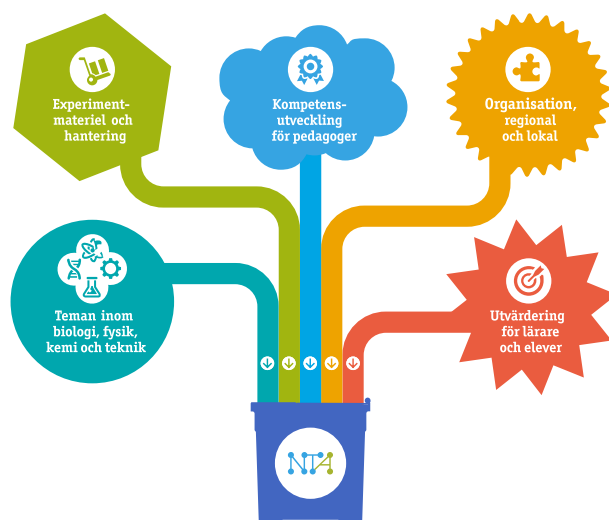 Experiment-
materiel och
hantering
Kompetens-
utveckling
för pedagoger
Organisation,
regional
och lokal
Teman inom
biologi, fysik,
kemi och teknik
Utvärdering
för lärare
och elever
NTA